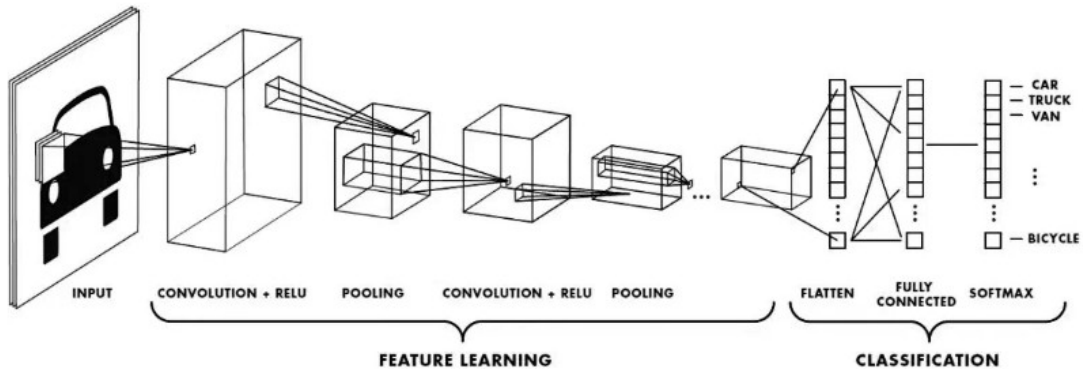 CAR
TRUCK
VAN
BICYCLE
INPUT
CONVOLUTION + RELU
POOLING
CONVOLUTION + RELU
POOLING
FLATTEN
FULLY
CONNECTED
SOFTMAX
FEATURE LEARNING
CLASSIFICATION